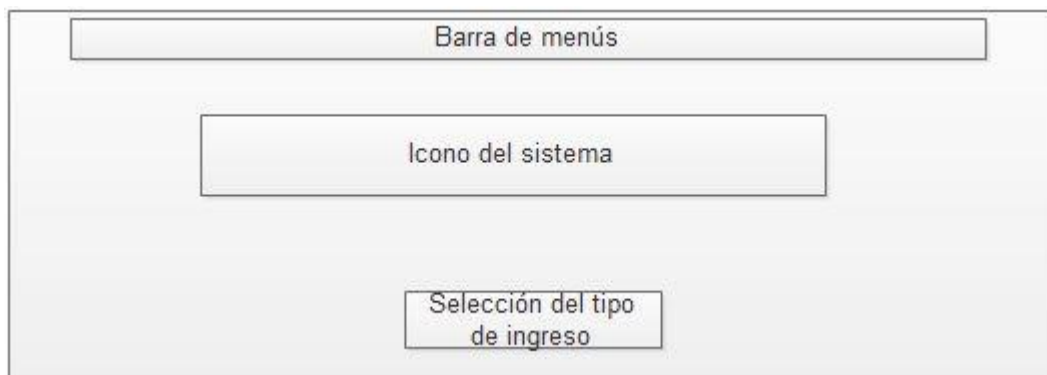 Barra de menús
Icono del sistema
Selección del tipo
de ingreso